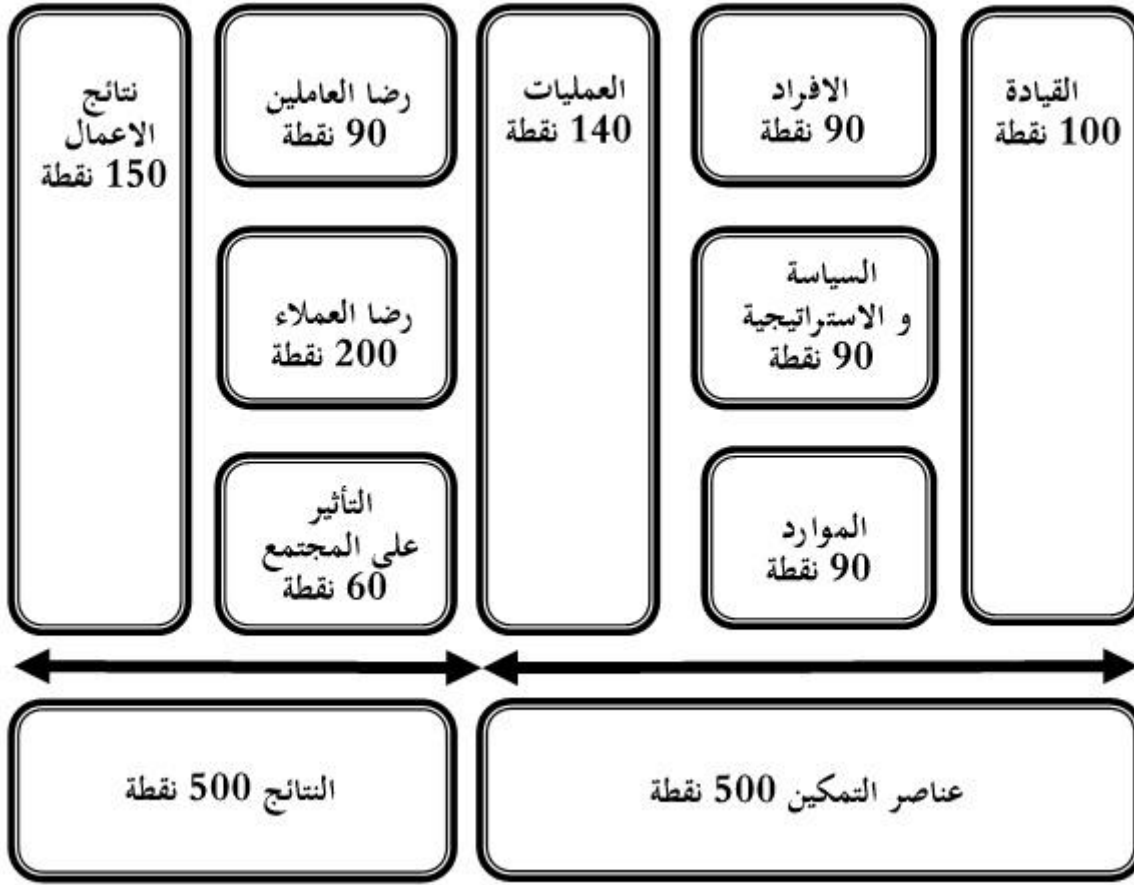 القيادة
100 نقطة
الافراد
90 نقطة
السياسة
و الاستراتيجية
90 نقطة
الموارد
90 نقطة
العمليات
140 نقطة
رضا العاملين
90 نقطة
رضا العملاء
200 نقطة
التأثير
على المجتمع
60 نقطة
نتائج
الاعمال
150 نقطة
عناصر التمكين 500 نقطة
النتائج 500 نقطة